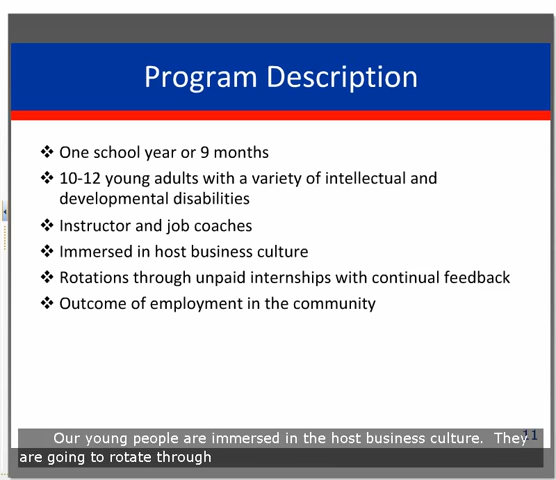 Program Description
❖ One school year or 9 months
❖ 10-12 young adults with a variety of intellectual and
developmental disabilities
❖ Instructor and job coaches
❖ Immersed in host business culture
❖ Rotations through unpaid internships with continual feedback
❖ Outcome of employment in the community
11
Our young people are immersed in the host business culture. They
are going to rotate through